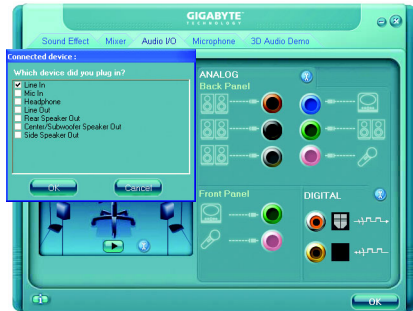 GIGABYTE
TECHNOLOGY
Sound Effect
Mixer
Audio I/O
Microphone
3D Audio Demo
Connected device :
Which device did you plug in?
Line In
Mic In
Headphone
Line Out
Rear Speaker Out
Center/Subwoofer Speaker Out
Side Speaker Out
OK
Cancel
ANALOG
Back Panel
Front Panel
DIGITAL
OK